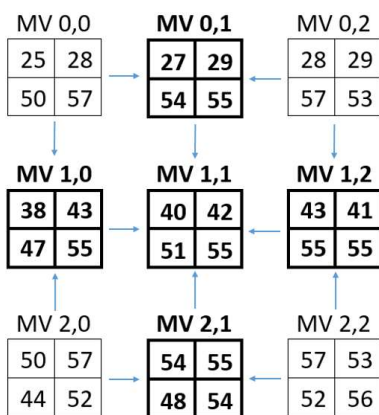 MV 0,0 MV 0,1 MV 0,2
25 28 27 29 28 29
50 57 54 55 57 53
MV 1,0 MV 1,1 MV 1,2
38 43 40 42 43 41
47 55 51 55 55 55
MV 2,0 MV 2,1 MV 2,2
50 57 54 55 57 53
44 52 48 54 52 56